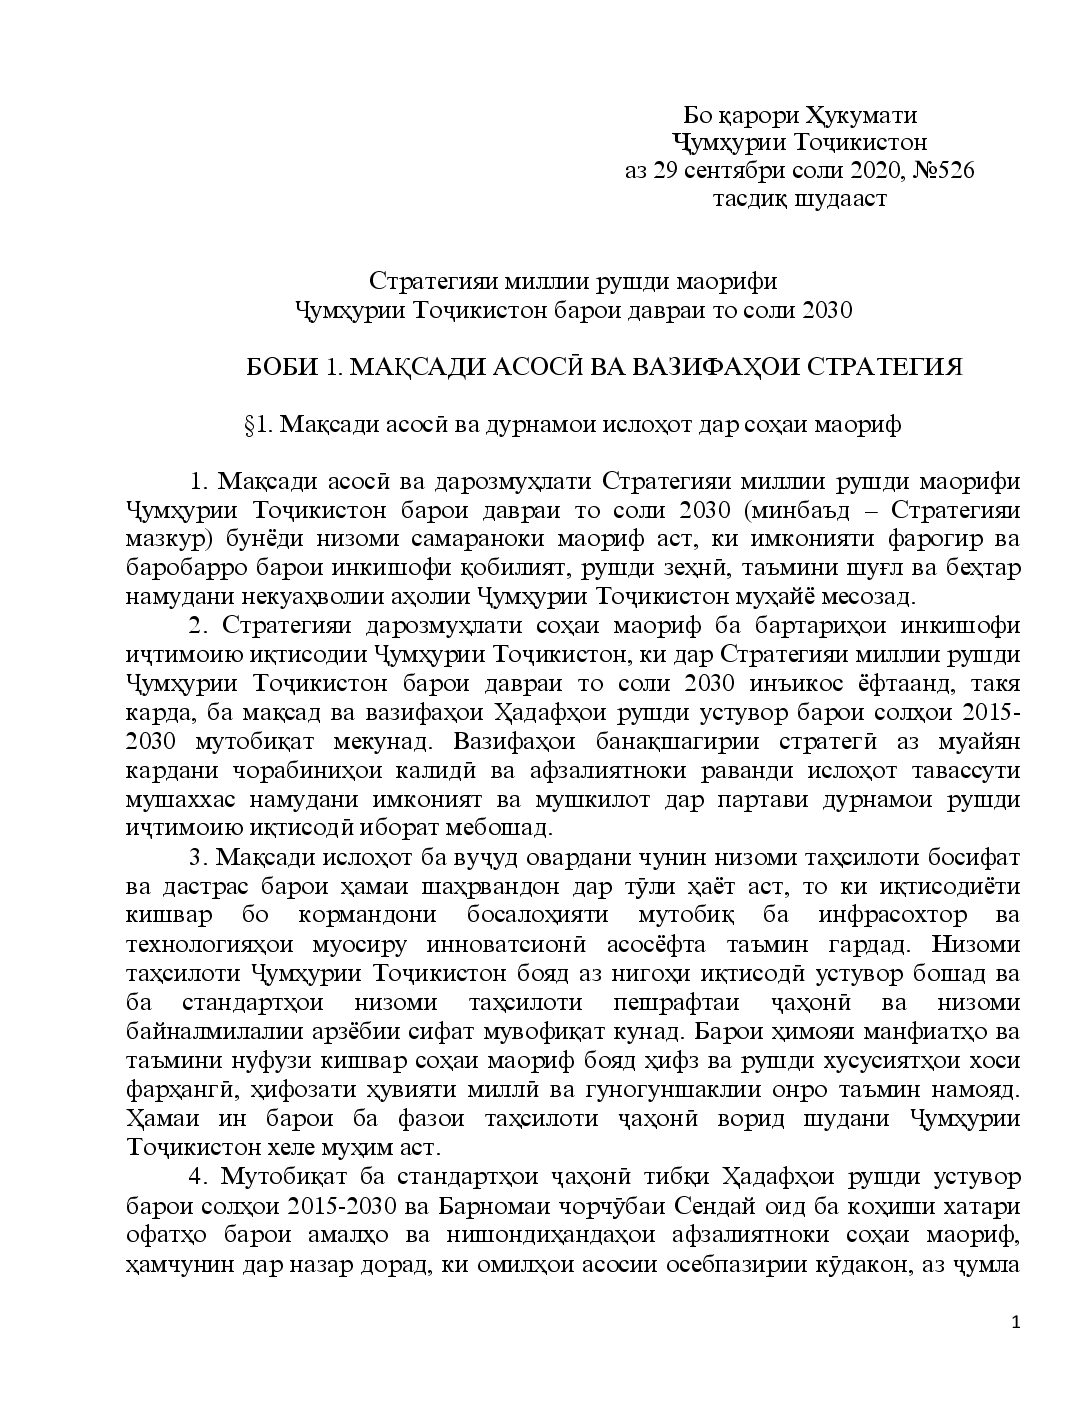 Бо қарори Ҳукумати
Ҷумҳурии Тоҷикистон
аз 29 сентябри соли 2020, №526
тасдиқ шудааст
Стратегияи миллии рушди маорифи
Ҷумҳурии Тоҷикистон барои давраи то соли 2030
БОБИ 1. МАҚСАДИ АСОСӢ ВА ВАЗИФАҲОИ СТРАТЕГИЯ
§1. Мақсади асосӣ ва дурнамои ислоҳот дар соҳаи маориф
1. Мақсади асосӣ ва дарозмуҳлати Стратегияи миллии рушди маорифи
Ҷумҳурии Тоҷикистон барои давраи то соли 2030 (минбаъд – Стратегияи
мазкур) бунёди низоми самараноки маориф аст, ки имконияти фарогир ва
баробарро барои инкишофи қобилият, рушди зеҳнӣ, таъмини шуғл ва беҳтар
намудани некуаҳволии аҳолии Ҷумҳурии Тоҷикистон муҳайё месозад.
2. Стратегияи дарозмуҳлати соҳаи маориф ба бартариҳои инкишофи
иҷтимоию иқтисодии Ҷумҳурии Тоҷикистон, ки дар Стратегияи миллии рушди
Ҷумҳурии Тоҷикистон барои давраи то соли 2030 инъикос ёфтаанд, такя
карда, ба мақсад ва вазифаҳои Ҳадафҳои рушди устувор барои солҳои 2015-
2030 мутобиқат мекунад. Вазифаҳои банақшагирии стратегӣ аз муайян
кардани чорабиниҳои калидӣ ва афзалиятноки раванди ислоҳот тавассути
мушаххас намудани имконият ва мушкилот дар партави дурнамои рушди
иҷтимоию иқтисодӣ иборат мебошад.
3. Мақсади ислоҳот ба вуҷуд овардани чунин низоми таҳсилоти босифат
ва дастрас барои ҳамаи шаҳрвандон дар тӯли ҳаёт аст, то ки иқтисодиёти
кишвар бо кормандони босалоҳияти мутобиқ ба инфрасохтор ва
технологияҳои муосиру инноватсионӣ асосёфта таъмин гардад. Низоми
таҳсилоти Ҷумҳурии Тоҷикистон бояд аз нигоҳи иқтисодӣ устувор бошад ва
ба стандартҳои низоми таҳсилоти пешрафтаи ҷаҳонӣ ва низоми
байналмилалии арзёбии сифат мувофиқат кунад. Барои ҳимояи манфиатҳо ва
таъмини нуфузи кишвар соҳаи маориф бояд ҳифз ва рушди хусусиятҳои хоси
фарҳангӣ, ҳифозати ҳувияти миллӣ ва гуногуншаклии онро таъмин намояд.
Ҳамаи ин барои ба фазои таҳсилоти ҷаҳонӣ ворид шудани Ҷумҳурии
Тоҷикистон хеле муҳим аст.
4. Мутобиқат ба стандартҳои ҷаҳонӣ тибқи Ҳадафҳои рушди устувор
барои солҳои 2015-2030 ва Барномаи чорчӯбаи Сендай оид ба коҳиши хатари
офатҳо барои амалҳо ва нишондиҳандаҳои афзалиятноки соҳаи маориф,
ҳамчунин дар назар дорад, ки омилҳои асосии осебпазирии кӯдакон, аз ҷумла
1